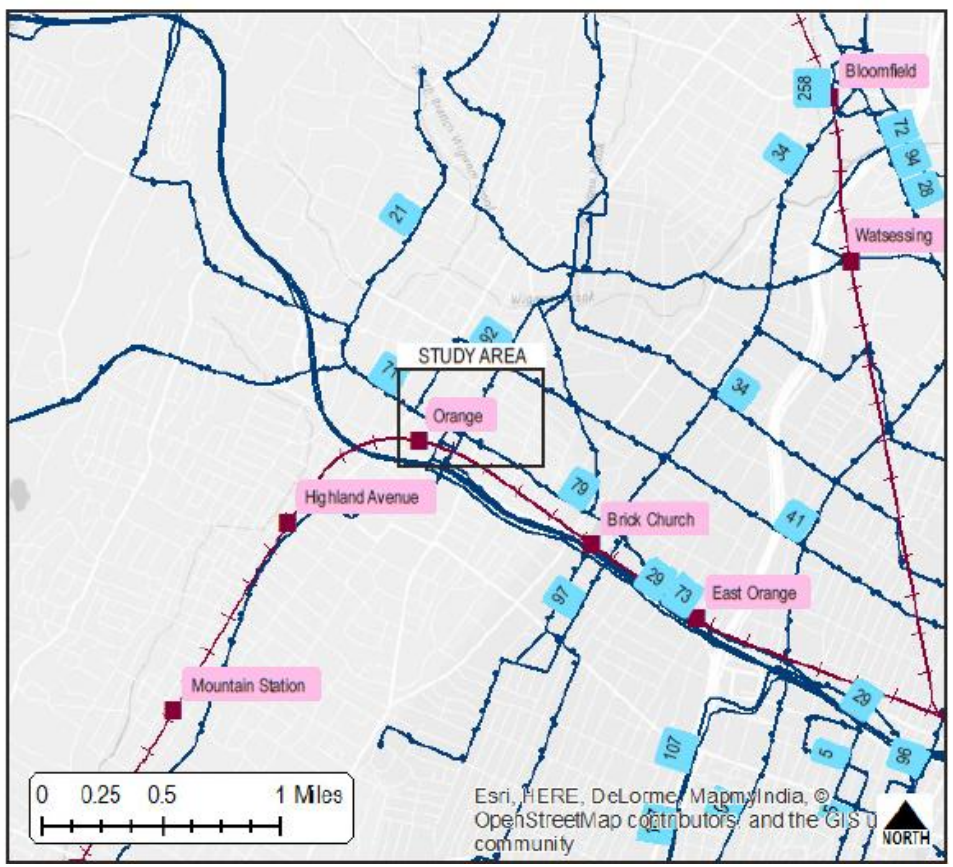 Bloomfield
258
34
72
94
28
21
Watsessing
92
STUDY AREA
71
Orange
34
Highland Avenue
79
Brick Church
41
29
73
East Orange
97
Mountain Station
29
107
5
96
0 0.25 0.5 1 Miles
Esri, HERE, DeLorme, MapmyIndia, ©
OpenStreetMap contributors, and the GIS u
community
NORTH